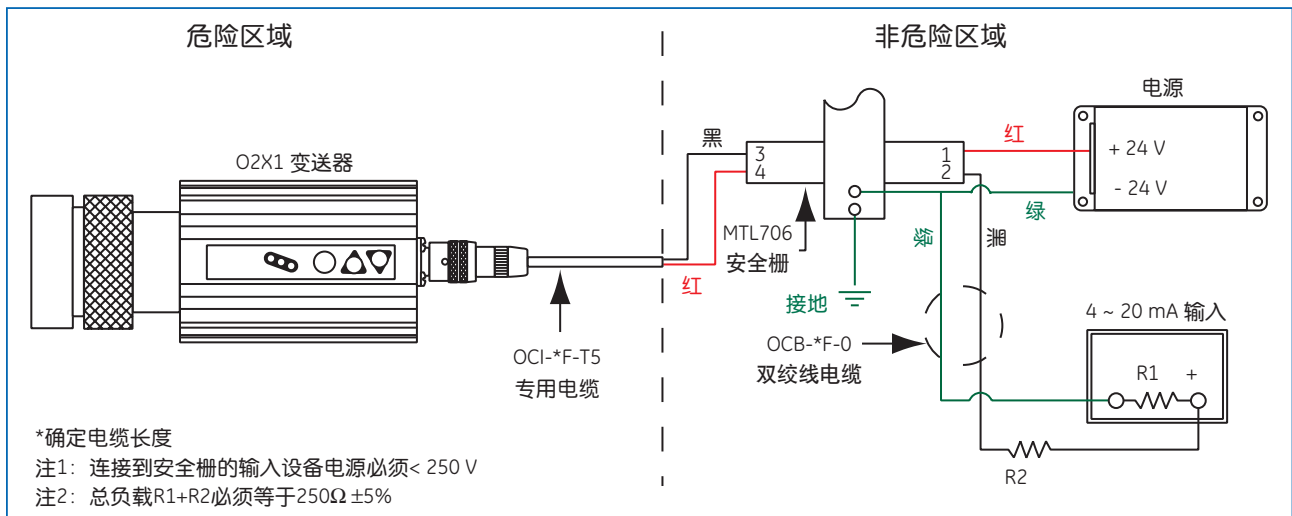 危险区域
非危险区域
电源
O2X1 变送器
黑
红
3
4
1
2
红
+ 24 V
- 24 V
绿
MTL706
安全栅
绿
黑
接地
OCI-*F-T5
专用电缆
OCB-*F-0
双绞线电缆
4 ~ 20 mA 输入
R1
+
R2
*确定电缆长度
注1：连接到安全栅的输入设备电源必须< 250 V
注2：总负载R1+R2必须等于250Ω ±5%